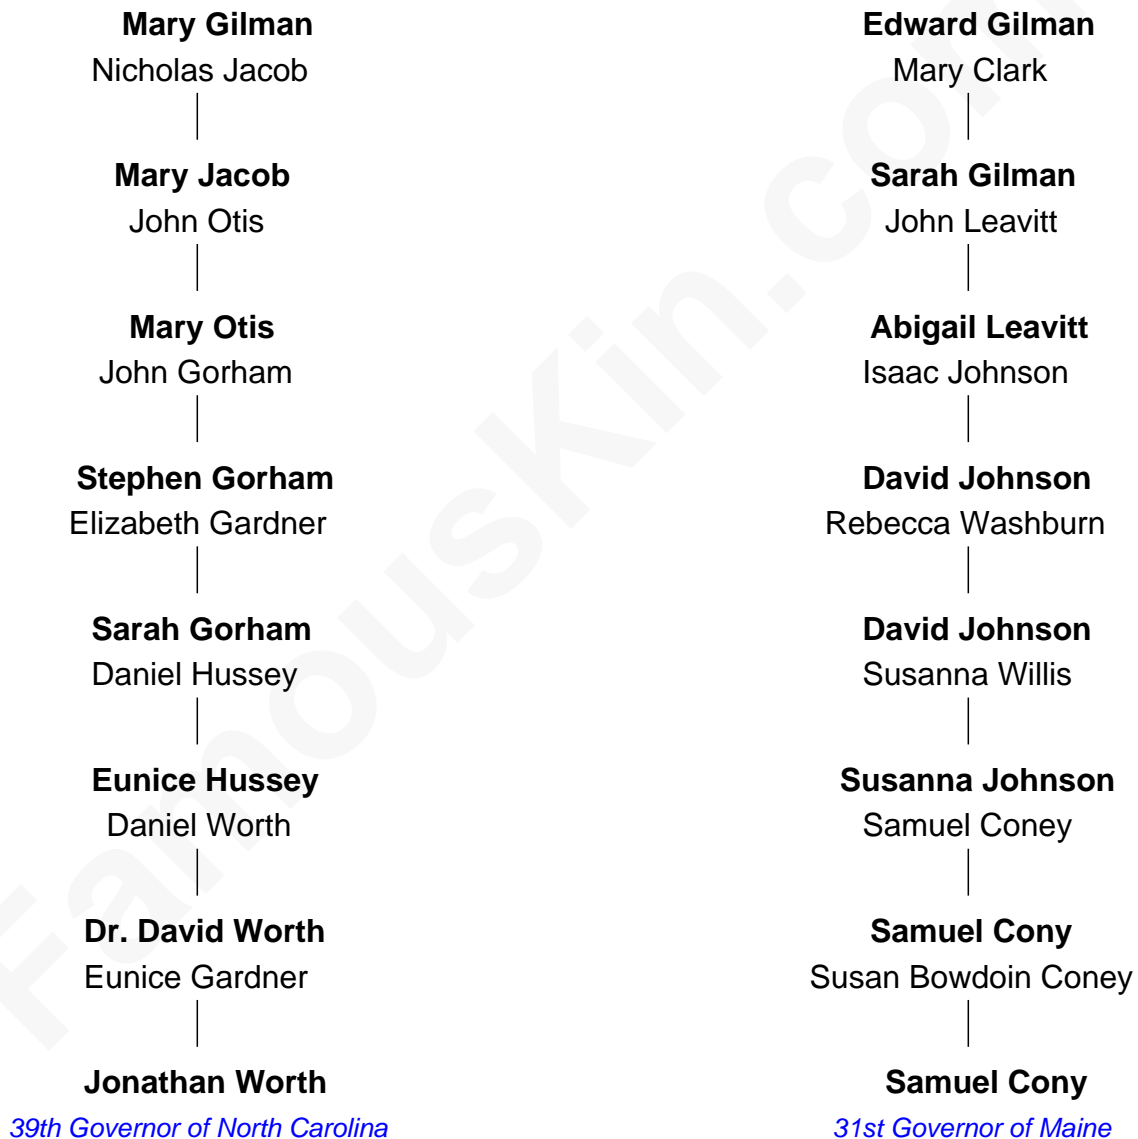 Mary Gilman
Nicholas Jacob
Mary Jacob
John Otis
Mary Otis
John Gorham
Stephen Gorham
Elizabeth Gardner
Sarah Gorham
Daniel Hussey
Eunice Hussey
Daniel Worth
Dr. David Worth
Eunice Gardner
Jonathan Worth
39th Governor of North Carolina
Edward Gilman
Mary Clark
Sarah Gilman
John Leavitt
Abigail Leavitt
Isaac Johnson
David Johnson
Rebecca Washburn
David Johnson
Susanna Willis
Susanna Johnson
Samuel Coney
Samuel Cony
Susan Bowdoin Coney
Samuel Cony
31st Governor of Maine
FamousKin.com